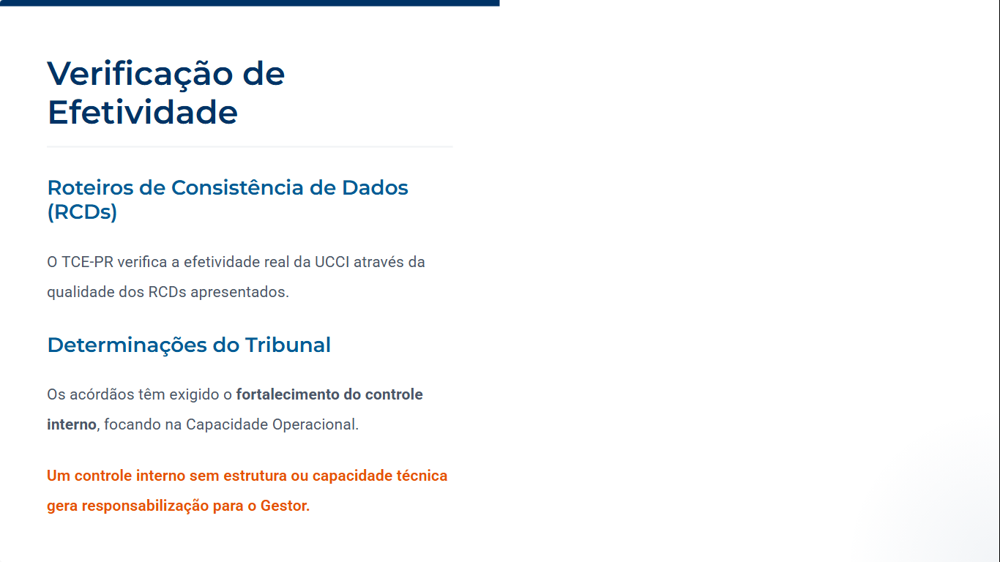 Verificação de
Efetividade
Roteiros de Consistência de Dados
(RCDs)
O TCE-PR verifica a efetividade real da UCCI através da
qualidade dos RCDs apresentados.
Determinações do Tribunal
Os acórdãos têm exigido o fortalecimento do controle
interno, focando na Capacidade Operacional.
Um controle interno sem estrutura ou capacidade técnica
gera responsabilização para o Gestor.